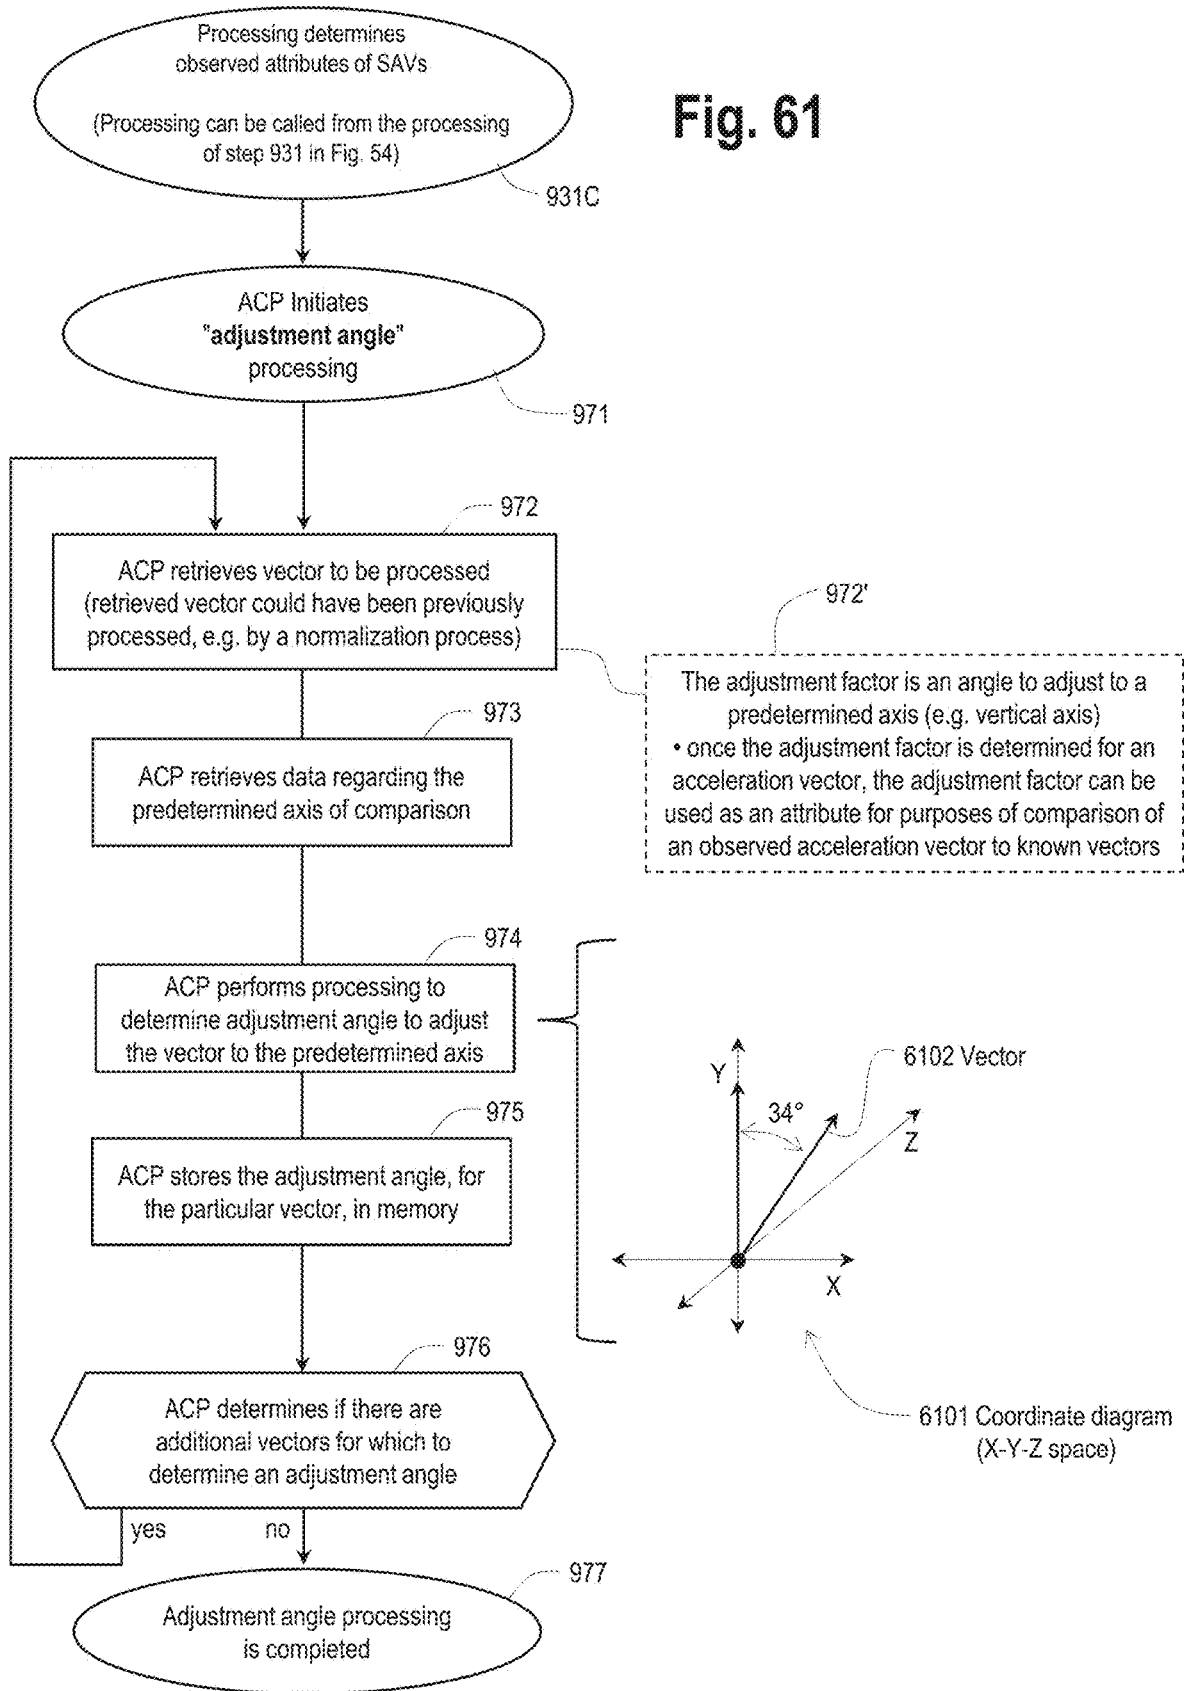 Processing determines
observed attributes of SAVs
(Processing can be called from the processing
of step 931 in Fig. 54)
931C
Fig. 61
ACP Initiates
"adjustment angle"
processing
971
972
ACP retrieves vector to be processed
(retrieved vector could have been previously
processed, e.g. by a normalization process)
972'
The adjustment factor is an angle to adjust to a
predetermined axis (e.g. vertical axis)
• once the adjustment factor is determined for an
acceleration vector, the adjustment factor can be
used as an attribute for purposes of comparison of
an observed acceleration vector to known vectors
973
ACP retrieves data regarding the
predetermined axis of comparison
974
ACP performs processing to
determine adjustment angle to adjust
the vector to the predetermined axis
975
ACP stores the adjustment angle, for
the particular vector, in memory
Y
34°
6102 Vector
Z
X
6101 Coordinate diagram
(X-Y-Z space)
976
ACP determines if there are
additional vectors for which to
determine an adjustment angle
yes
no
977
Adjustment angle processing
is completed